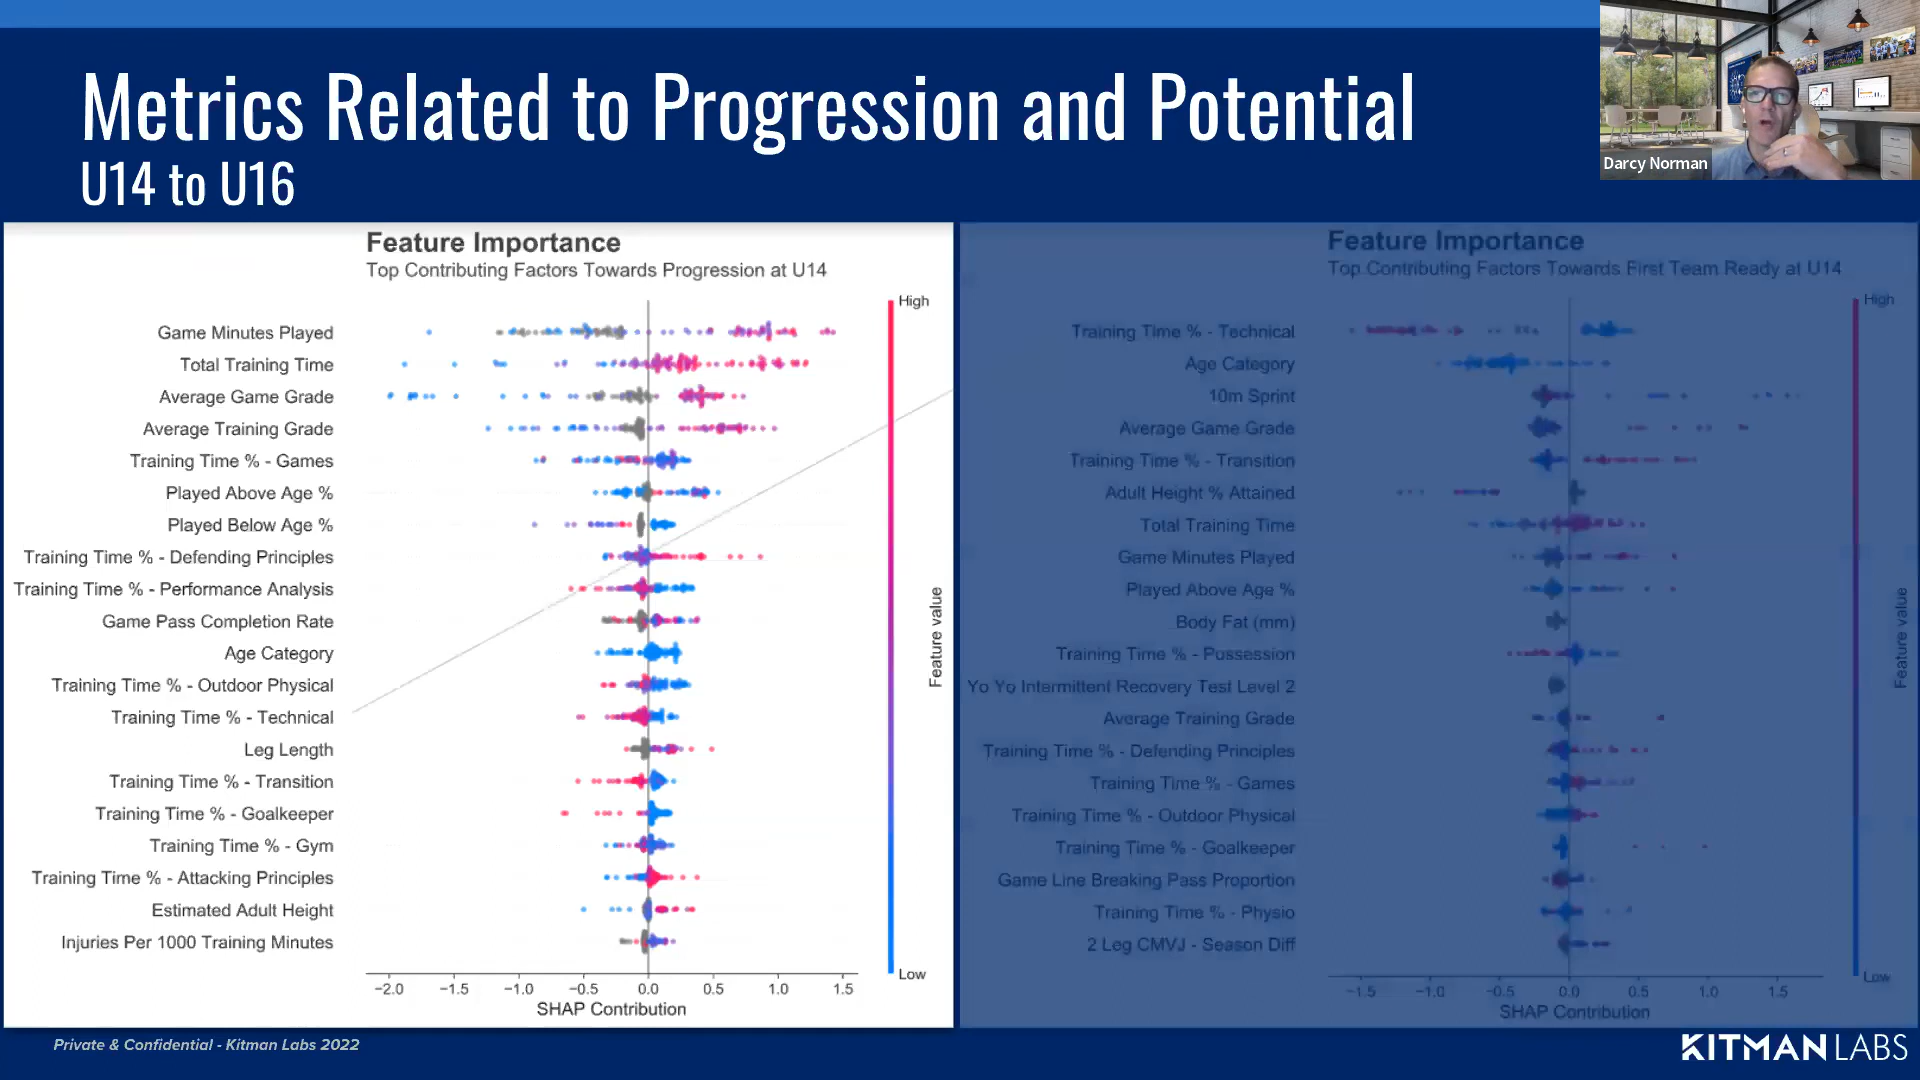 Metrics Related to Progression and Potential
U14 to U16
Darcy Norman
Feature Importance
Top Contributing Factors Towards Progression at U14
High
Game Minutes Played
Total Training Time
Average Game Grade
Average Training Grade
Training Time % - Games
Played Above Age %
Played Below Age %
Training Time % - Defending Principles
Training Time % - Performance Analysis
Game Pass Completion Rate
Age Category
Training Time % - Outdoor Physical
Training Time % - Technical
Leg Length
Training Time % - Transition
Training Time % - Goalkeeper
Training Time % - Gym
Training Time % - Attacking Principles
Estimated Adult Height
Injuries Per 1000 Training Minutes
Feature value
Low
−2.0 −1.5 −1.0 −0.5 0.0 0.5 1.0 1.5
SHAP Contribution
Feature Importance
Top Contributing Factors Towards First Team Ready at U14
High
Training Time % - Technical
Age Category
10m Sprint
Average Game Grade
Training Time % - Transition
Adult Height % Attained
Total Training Time
Game Minutes Played
Played Above Age %
Body Fat (mm)
Training Time % - Possession
Yo Yo Intermittent Recovery Test Level 2
Average Training Grade
Training Time % - Defending Principles
Training Time % - Games
Training Time % - Outdoor Physical
Training Time % - Goalkeeper
Game Line Breaking Pass Proportion
Training Time % - Physio
2 Leg CMVJ - Season Diff
Feature value
Low
−1.5 −1.0 −0.5 0.0 0.5 1.0 1.5
SHAP Contribution
Private & Confidential - Kitman Labs 2022
KITMAN LABS